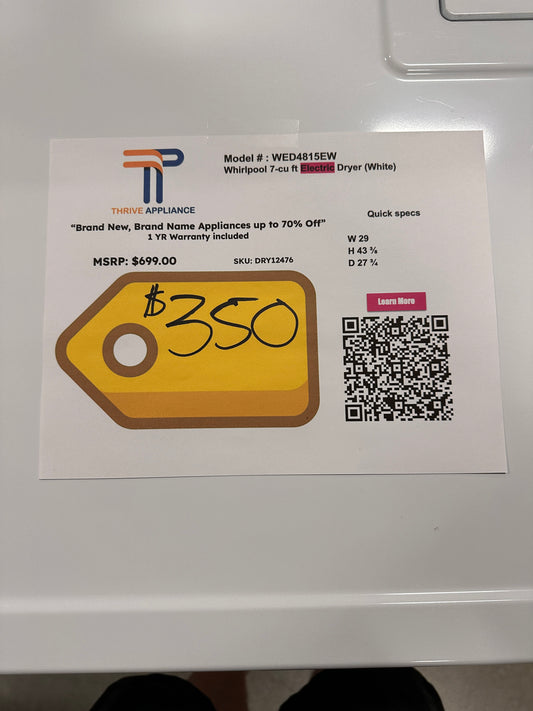 Model # : WED4815EW
Whirlpool 7-cu ft Electric Dryer (White)
THRIVE APPLIANCE
“Brand New, Brand Name Appliances up to 70% Off”
1 YR Warranty included
MSRP: $699.00
SKU: DRY12476
$350
Quick specs
W 29
H 43 ⅜
D 27 ¾
Learn More